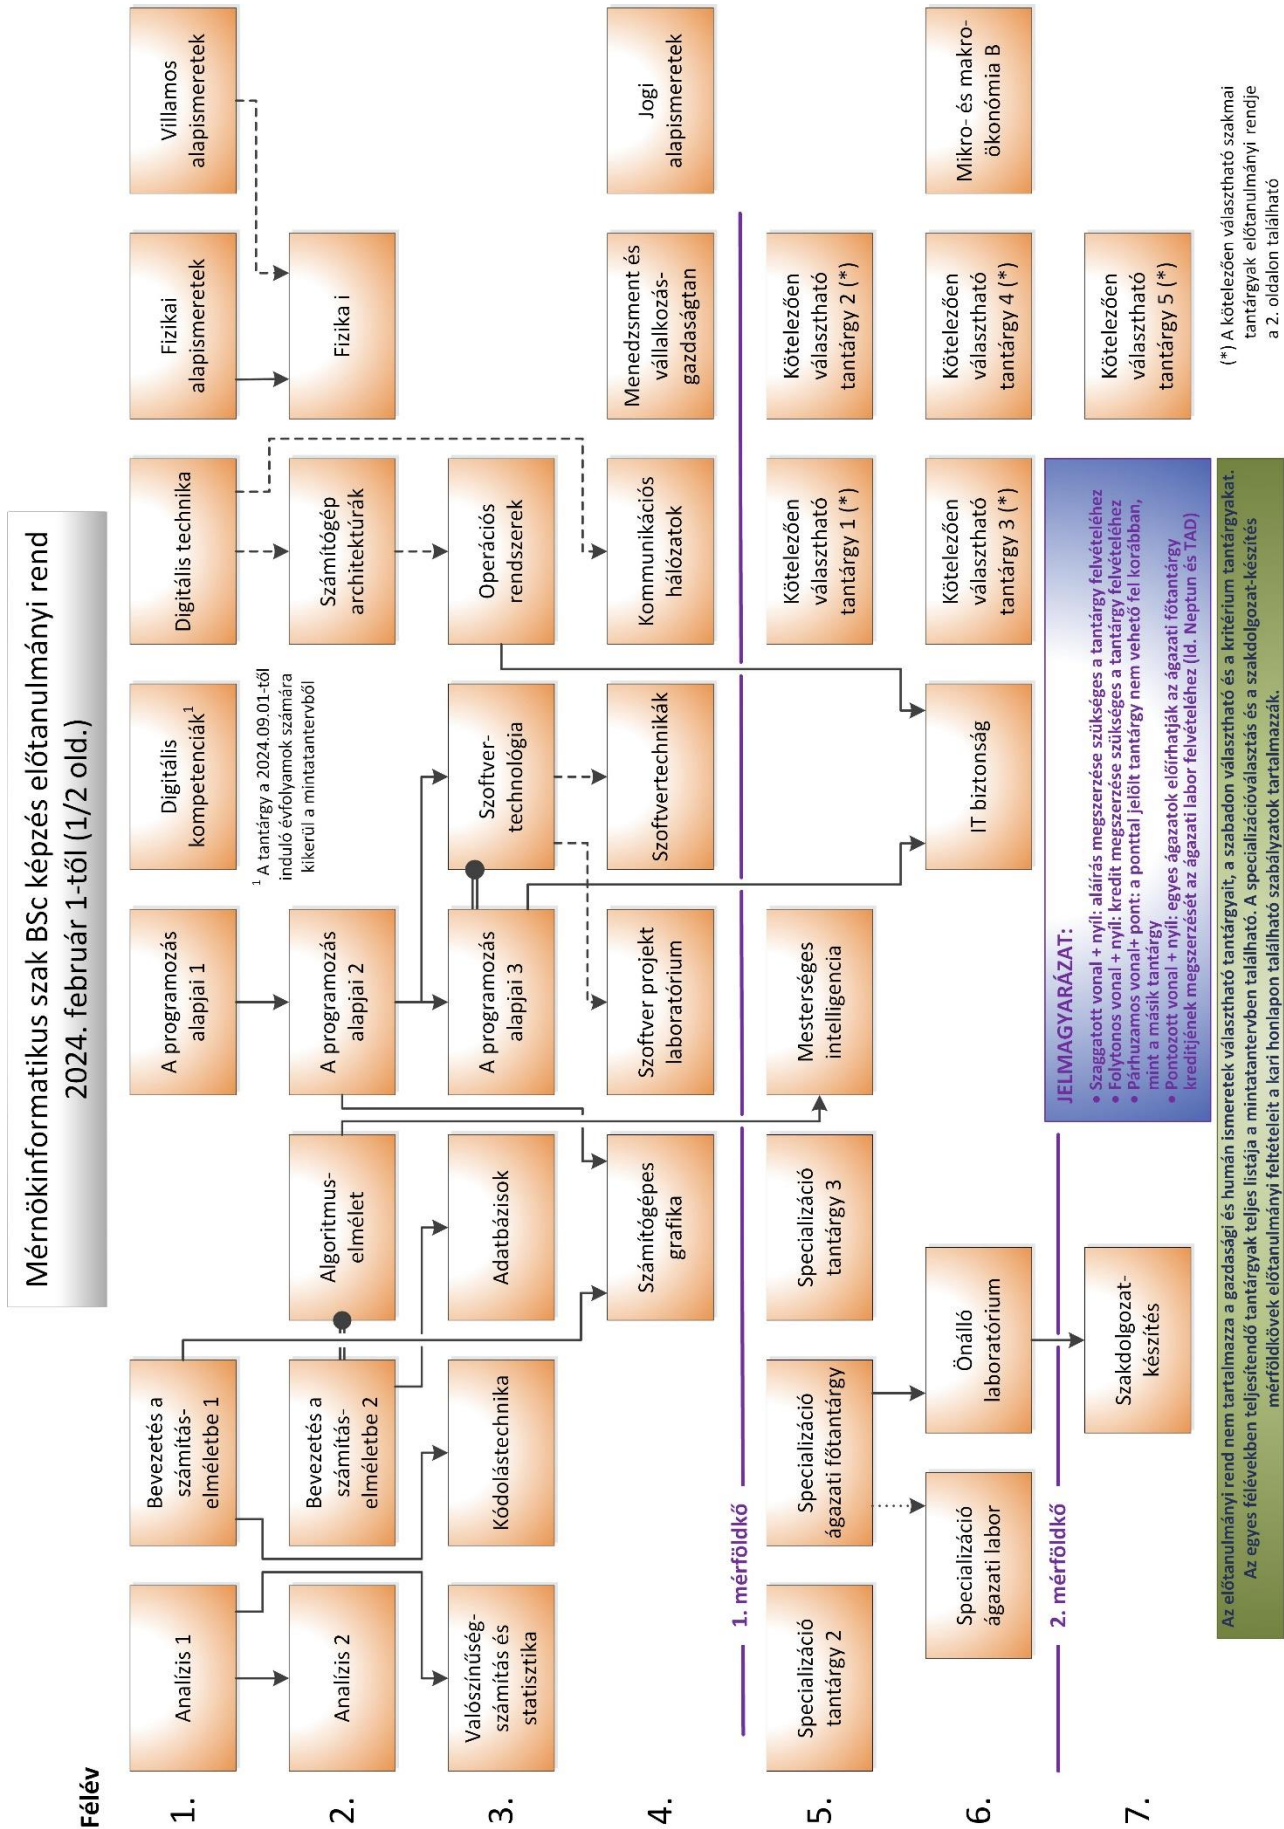 Mérnökinformatikus szak BSc képzés előtanulmányi rend
2024. február 1-től (1/2 old.)
Félév
1.
Analízis 1
Bevezetés a
számítás-
elméletbe 1
A programozás
alapjai 1
Digitális
kompetenciák¹
Digitális technika
Fizikai
alapismeretek
Villamos
alapismeretek
¹ A tantárgy a 2024.09.01-től
induló évfolyamok számára
kikerül a mintatantervből
2.
Analízis 2
Bevezetés a
számítás-
elméletbe 2
Algoritmus-
elmélet
A programozás
alapjai 2
Számítógép
architektúrák
Fizika i
3.
Valószínűség-
számítás és
statisztika
Kódolástechnika
Adatbázisok
A programozás
alapjai 3
Szoftver-
technológia
Operációs
rendszerek
4.
Számítógépes
grafika
Szoftver projekt
laboratórium
Szoftvertechnikák
Kommunikációs
hálózatok
Menedzsment és
vállalkozás-
gazdaságtan
Jogi
alapismeretek
1. mérföldkő
5.
Specializáció
tantárgy 2
Specializáció
ágazati főtantárgy
Specializáció
tantárgy 3
Mesterséges
intelligencia
Kötelezően
választható
tantárgy 1 (*)
Kötelezően
választható
tantárgy 2 (*)
6.
Specializáció
ágazati labor
Önálló
laboratórium
IT biztonság
Kötelezően
választható
tantárgy 3 (*)
Kötelezően
választható
tantárgy 4 (*)
Mikro- és makro-
ökonómia B
2. mérföldkő
7.
Szakdolgozat-
készítés
Kötelezően
választható
tantárgy 5 (*)
JELMAGYARÁZAT:
• Szaggatott vonal + nyíl: aláírás megszerzése szükséges a tantárgy felvételéhez
• Folytonos vonal + nyíl: kredit megszerzése szükséges a tantárgy felvételéhez
• Párhuzamos vonal+ pont: a ponttal jelölt tantárgy nem vehető fel korábban,
mint a másik tantárgy
• Pontozott vonal + nyíl: egyes ágazatok előírhatják az ágazati főtantárgy
kreditjének megszerzését az ágazati labor felvételéhez (ld. Neptun és TAD)
(*) A kötelezően választható szakmai
tantárgyak előtanulmányi rendje
a 2. oldalon található
Az előtanulmányi rend nem tartalmazza a gazdasági és humán ismeretek választható tantárgyait, a szabadon választható és a kritérium tantárgyakat.
Az egyes félévekben teljesítendő tantárgyak teljes listája a mintatantervben található. A specializációválasztás és a szakdolgozat-készítés
mérföldkövek előtanulmányi feltételeit a kari honlapon található szabályzatok tartalmazzák.